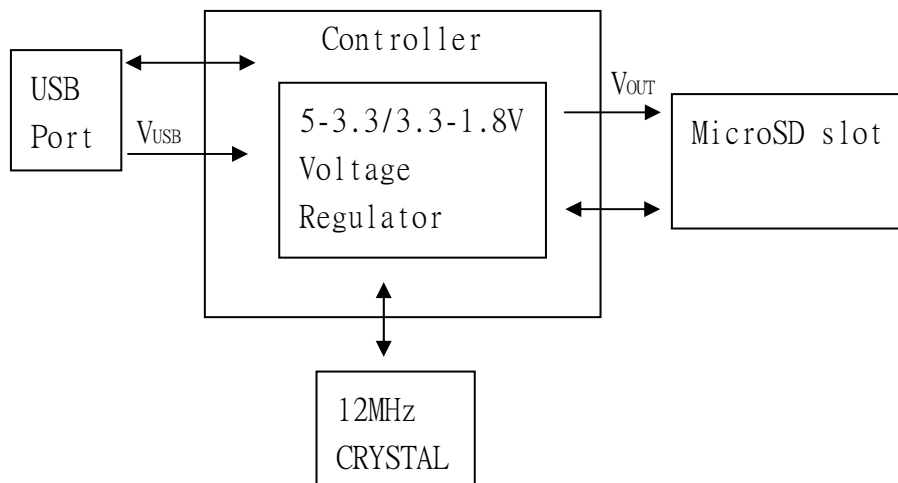 Controller
USB
Port
VUSB
5-3.3/3.3-1.8V
Voltage
Regulator
VOUT
MicroSD slot
12MHz
CRYSTAL